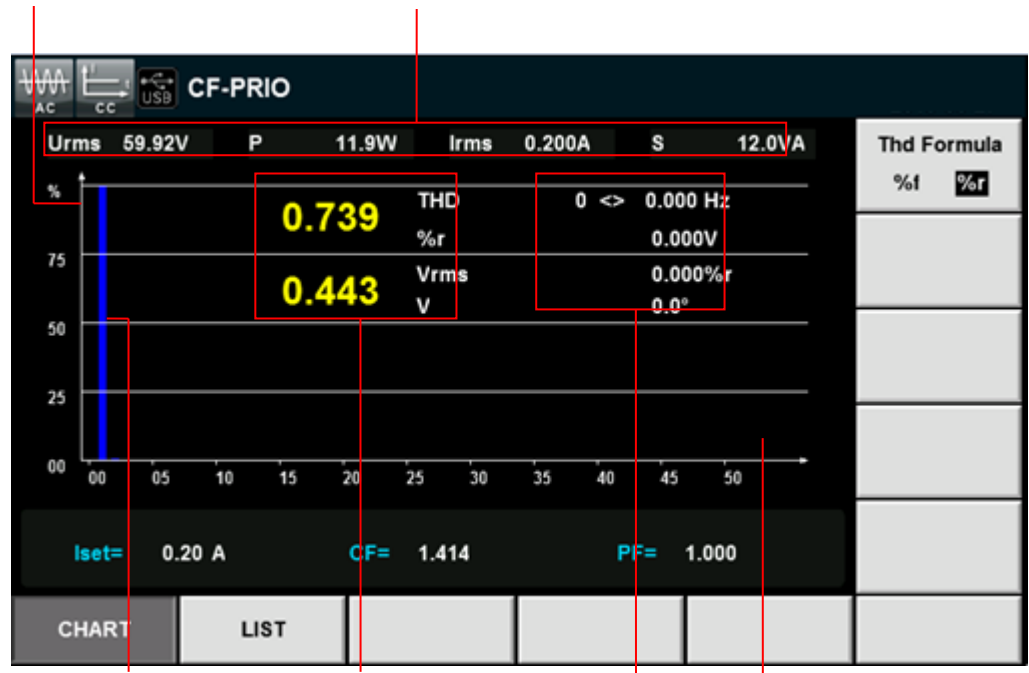 AC CC USB CF-PRIO
Urms 59.92V P 11.9W Irms 0.200A S 12.0VA
Thd Formula
%f %r
%
0.739 THD 0 <> 0.000 Hz
%r 0.000V
75
0.443 Vrms 0.000%r
V 0.0°
50
25
00
00 05 10 15 20 25 30 35 40 45 50
Iset= 0.20 A CF= 1.414 PF= 1.000
CHART LIST